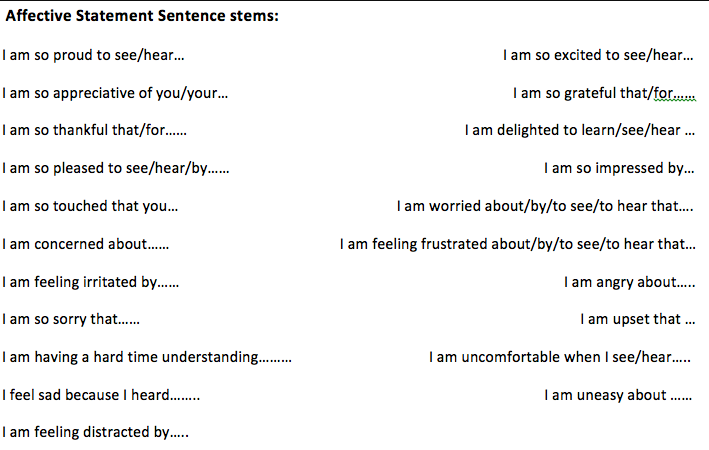 Affective Statement Sentence stems:
I am so proud to see/hear… I am so excited to see/hear…
I am so appreciative of you/your… I am so grateful that/for……
I am so thankful that/for…… I am delighted to learn/see/hear …
I am so pleased to see/hear/by…… I am so impressed by…
I am so touched that you… I am worried about/by/to see/to hear that….
I am concerned about…… I am feeling frustrated about/by/to see/to hear that…
I am feeling irritated by…… I am angry about…..
I am so sorry that…… I am upset that …
I am having a hard time understanding……… I am uncomfortable when I see/hear…..
I feel sad because I heard…….. I am uneasy about ……
I am feeling distracted by…..